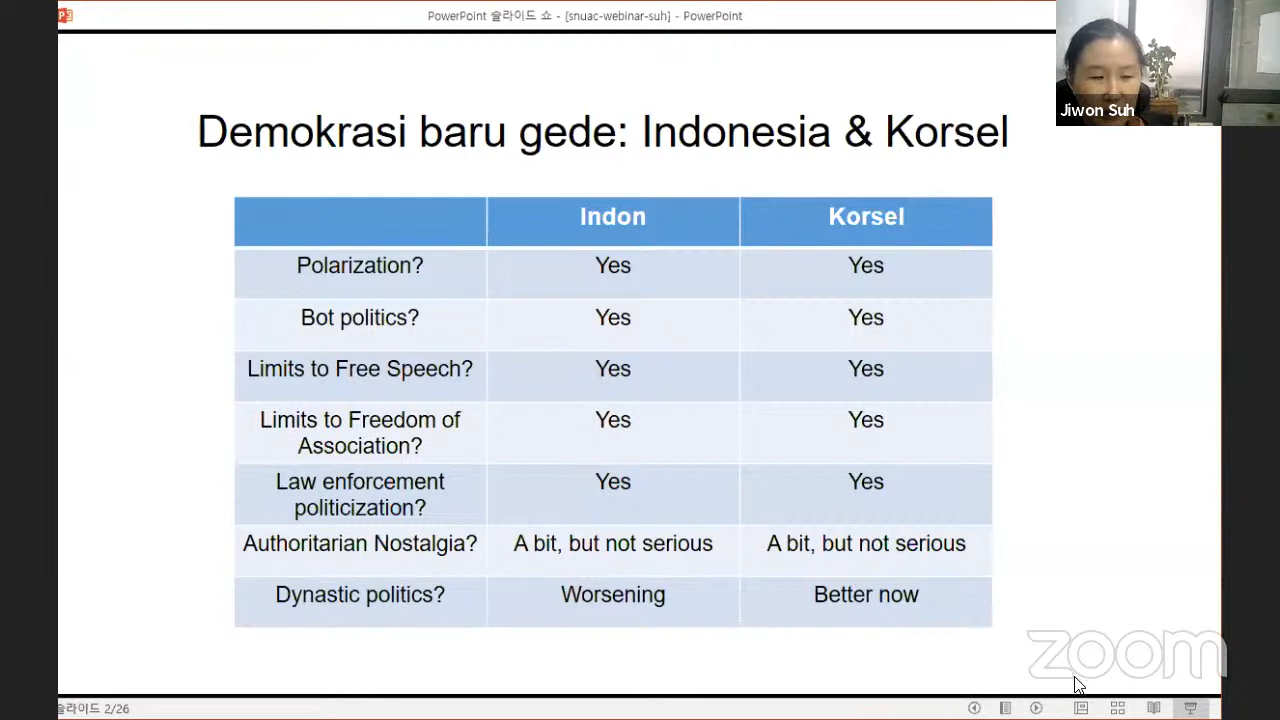 PowerPoint 슬라이드 쇼 - [snuac-webinar-suh] - PowerPoint
Jiwon Suh
Demokrasi baru gede: Indonesia & Korsel
Indon Korsel
Polarization? Yes Yes
Bot politics? Yes Yes
Limits to Free Speech? Yes Yes
Limits to Freedom of Yes Yes
Association?
Law enforcement Yes Yes
politicization?
Authoritarian Nostalgia? A bit, but not serious A bit, but not serious
Dynastic politics? Worsening Better now
zoom
슬라이드 2/26